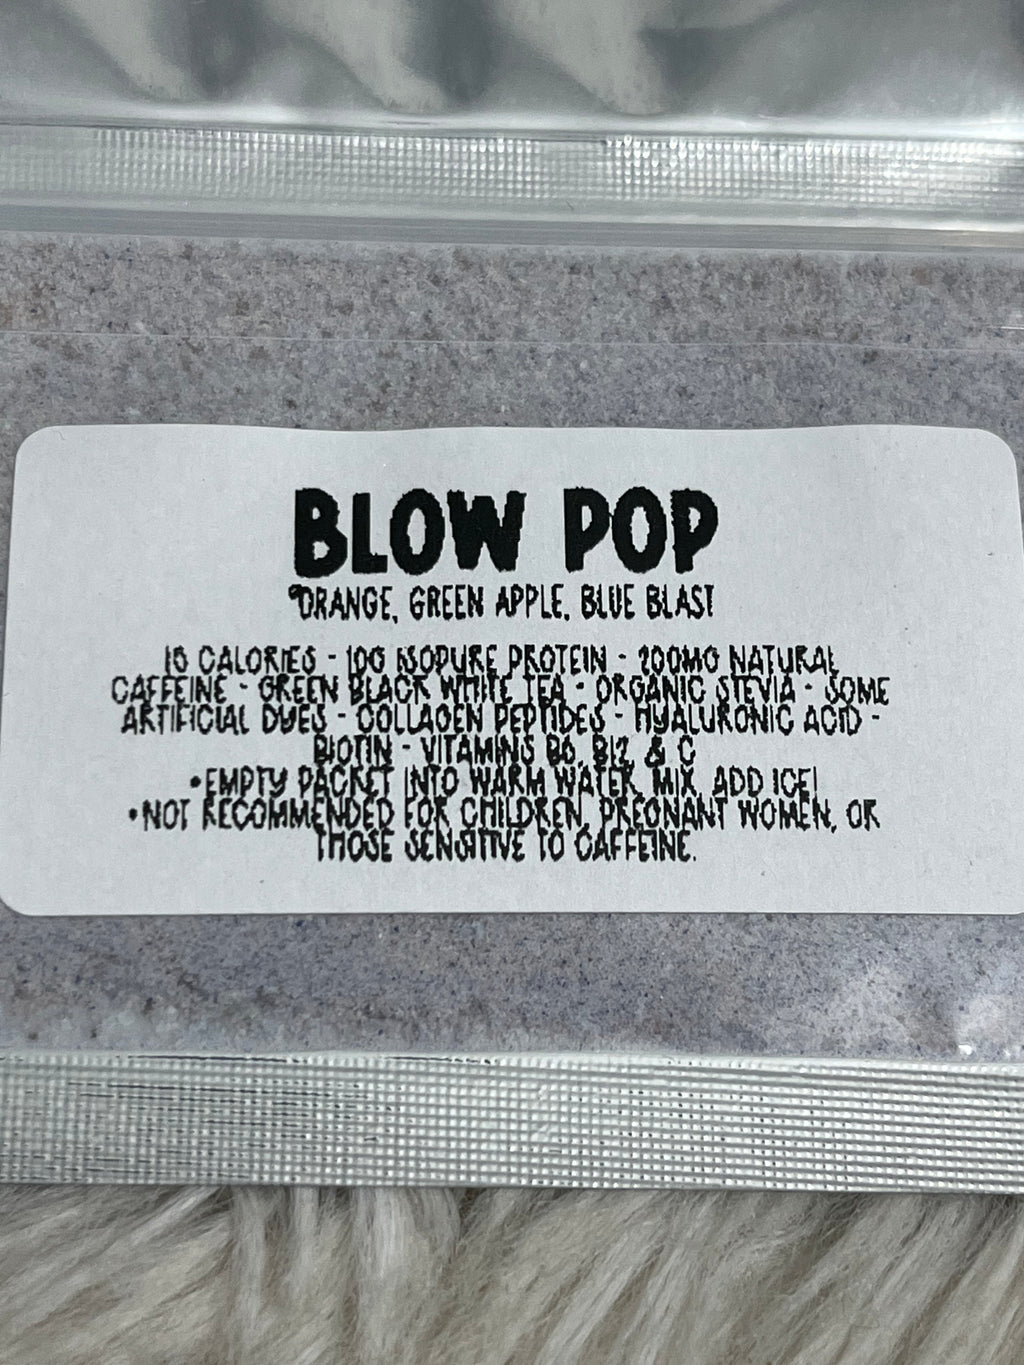 BLOW POP
*ORANGE, GREEN APPLE, BLUE BLAST
CALORIES - 10G ISOPURE PROTEIN - 200MG NATURAL
CAFFEINE - GREEN BLACK WHITE TEA - ORGANIC STEVIA - SOME
ARTIFICIAL DYES - COLLAGEN PEPTIDES - HYALURONIC ACID -
BIOTIN - VITAMINS B6, B12, & C
•EMPTY PACKET INTO WARM WATER, MIX, ADD ICE!
•NOT RECOMMENDED FOR CHILDREN, PREGNANT WOMEN, OR
THOSE SENSITIVE TO CAFFEINE.